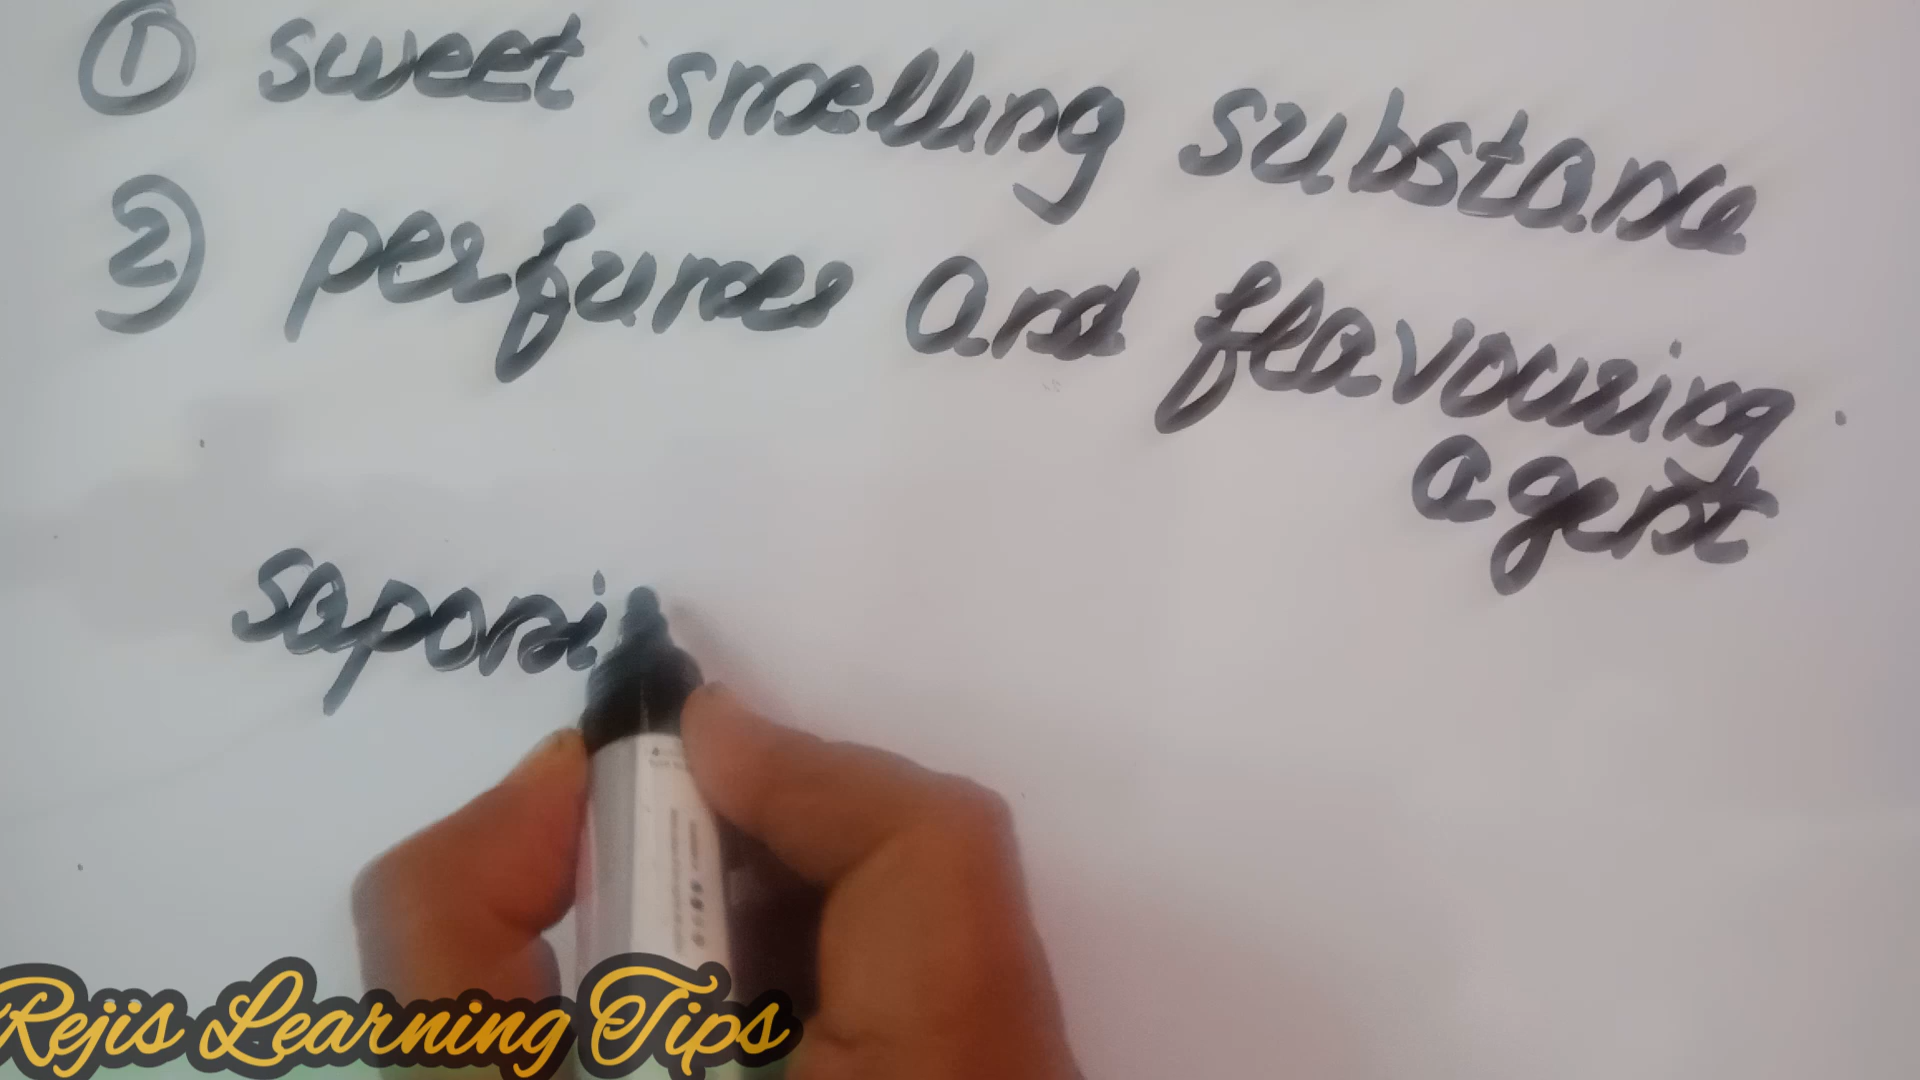 ① sweet smelling substance
② perfumes and flavouring
agent
saponi
Rejis Learning Tips